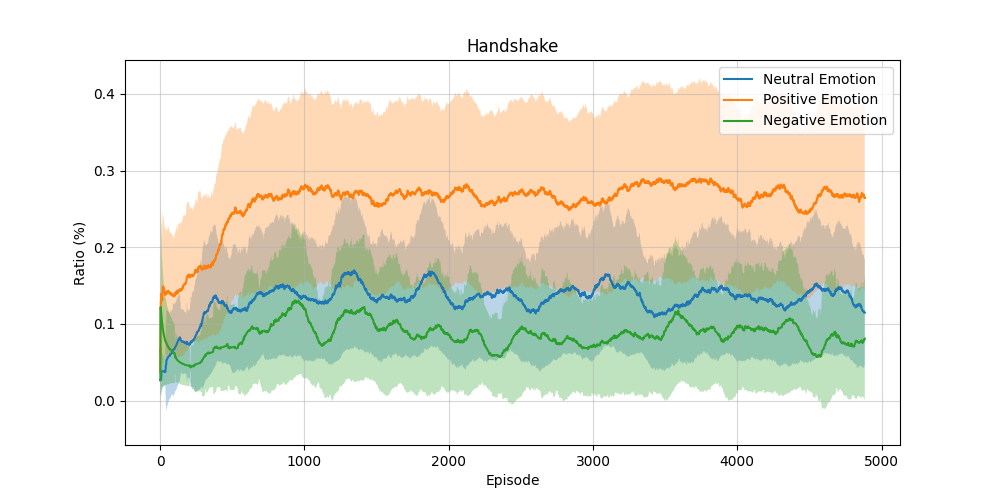 Handshake
Neutral Emotion
Positive Emotion
Negative Emotion
Ratio (%)
0.4
0.3
0.2
0.1
0.0
0 1000 2000 3000 4000 5000
Episode